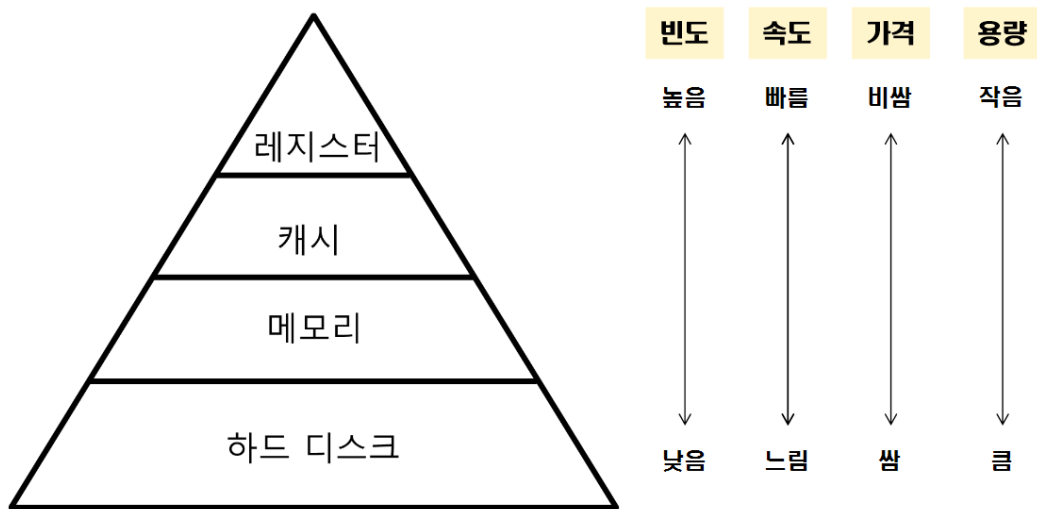 빈도 속도 가격 용량
높음 빠름 비쌈 작음
레지스터
캐시
메모리
하드 디스크
낮음 느림 쌈 큼